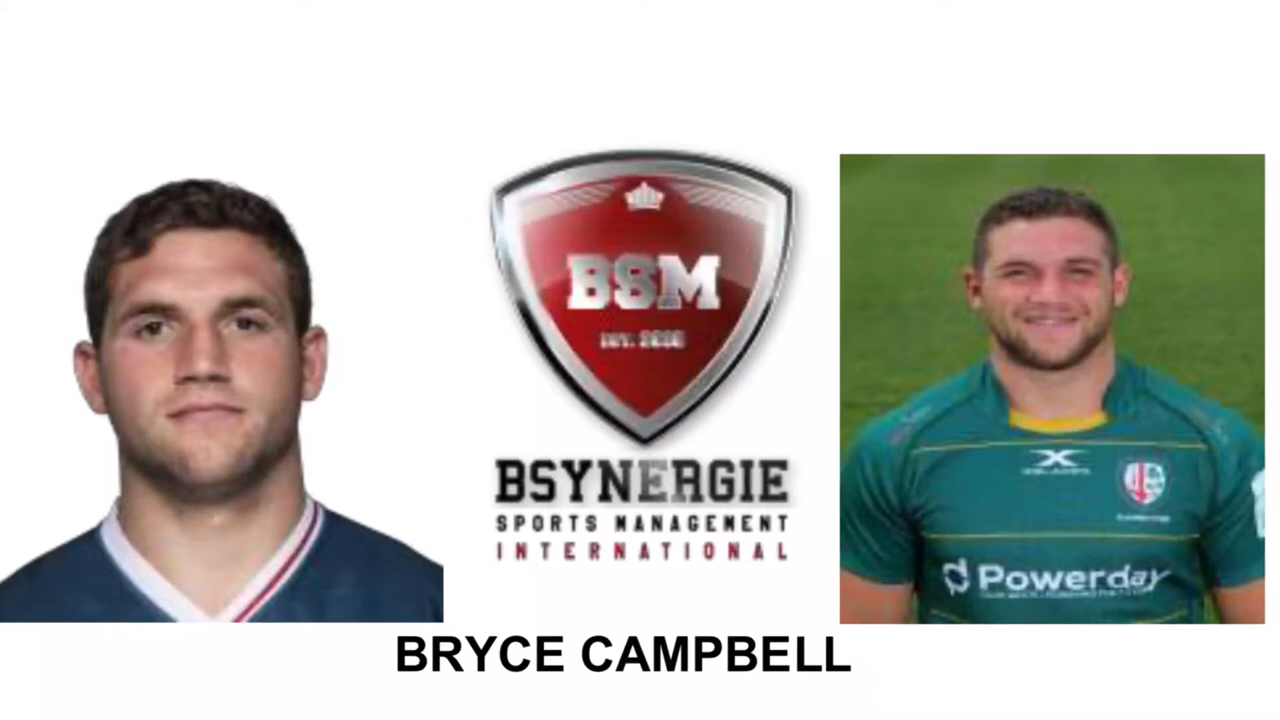 BSM
BSYNERGIE
SPORTS MANAGEMENT
INTERNATIONAL
Powerday
BRYCE CAMPBELL